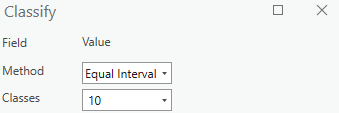 Classify
Field Value
Method Equal Interval
Classes 10